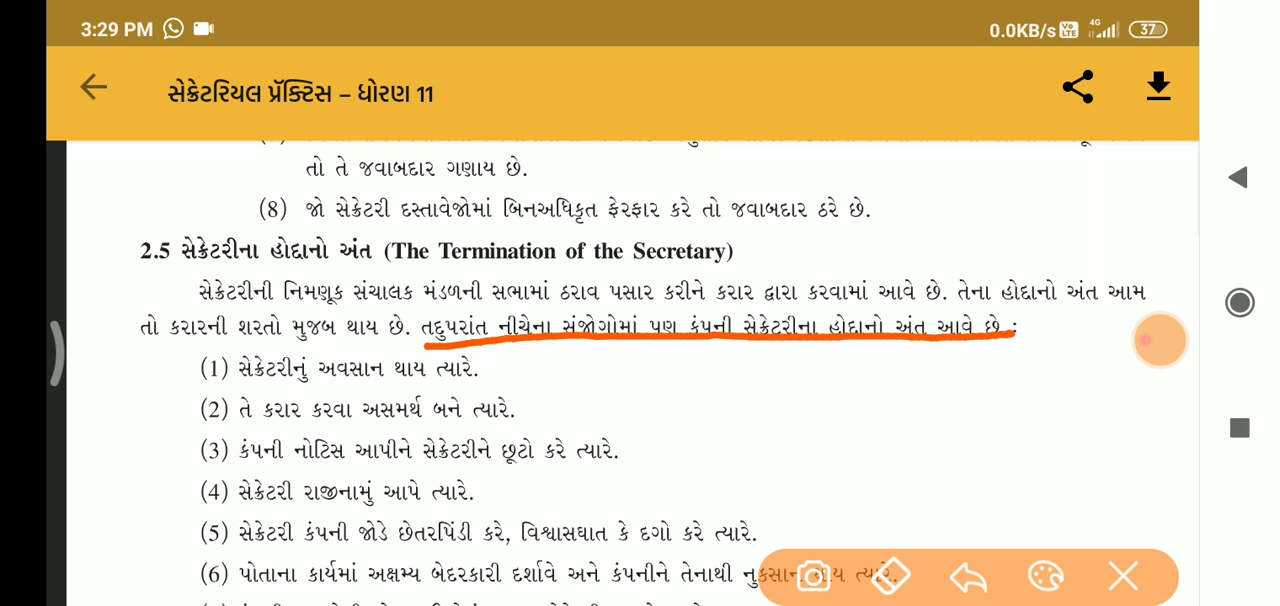 3:29 PM
0.0KB/s Vo LTE 4G 37
સેક્રેટરિયલ પ્રૅક્ટિસ – ધોરણ 11
તો તે જવાબદાર ગણાય છે.
(8) જો સેક્રેટરી દસ્તાવેજોમાં બિનઅધિકૃત ફેરફાર કરે તો જવાબદાર ઠરે છે.
2.5 સેક્રેટરીના હોદ્દાનો અંત (The Termination of the Secretary)
સેક્રેટરીની નિમણૂક સંચાલક મંડળની સભામાં ઠરાવ પસાર કરીને કરાર દ્વારા કરવામાં આવે છે. તેના હોદ્દાનો અંત આમ
તો કરારની શરતો મુજબ થાય છે. તદુપરાંત નીચેના સંજોગોમાં પણ કંપની સેક્રેટરીના હોદ્દાનો અંત આવે છે :
(1) સેક્રેટરીનું અવસાન થાય ત્યારે.
(2) તે કરાર કરવા અસમર્થ બને ત્યારે.
(3) કંપની નોટિસ આપીને સેક્રેટરીને છૂટો કરે ત્યારે.
(4) સેક્રેટરી રાજીનામું આપે ત્યારે.
(5) સેક્રેટરી કંપની જોડે છેતરપિંડી કરે, વિશ્વાસઘાત કે દગો કરે ત્યારે.
(6) પોતાના કાર્યમાં અક્ષમ્ય બેદરકારી દર્શાવે અને કંપનીને તેનાથી નુકસાન થાય ત્યારે.